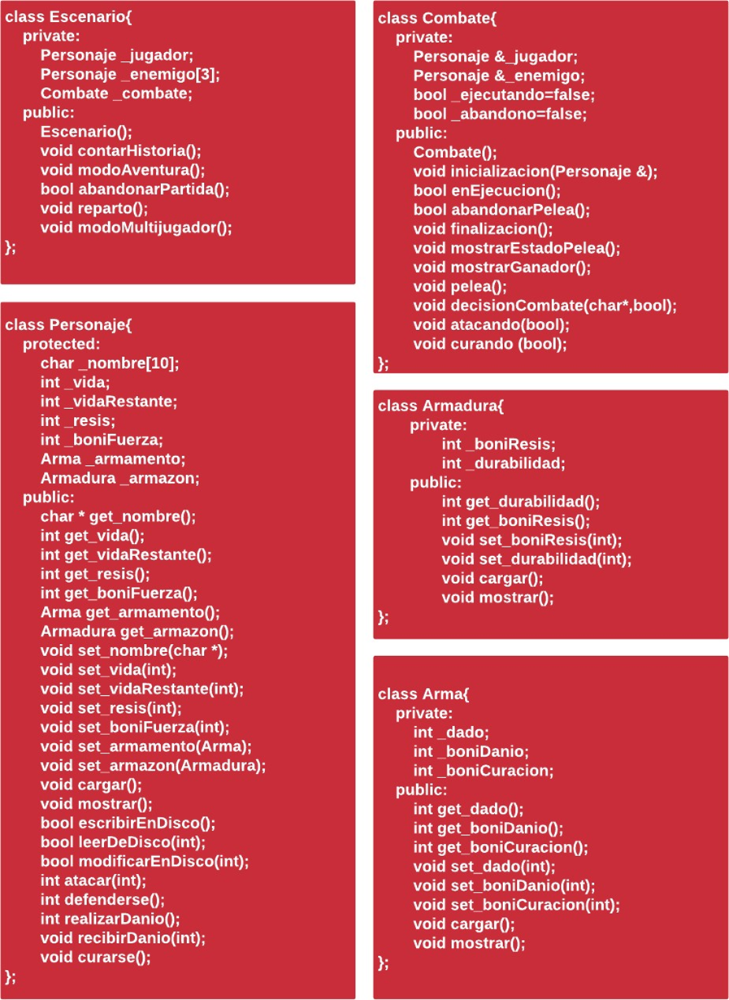 class Escenario{
private:
Personaje _jugador;
Personaje _enemigo[3];
Combate _combate;
public:
Escenario();
void contarHistoria();
void modoAventura();
bool abandonarPartida();
void reparto();
void modoMultijugador();
};
class Personaje{
protected:
char _nombre[10];
int _vida;
int _vidaRestante;
int _resis;
int _boniFuerza;
Arma _armamento;
Armadura _armazon;
public:
char * get_nombre();
int get_vida();
int get_vidaRestante();
int get_resis();
int get_boniFuerza();
Arma get_armamento();
Armadura get_armazon();
void set_nombre(char *);
void set_vida(int);
void set_vidaRestante(int);
void set_resis(int);
void set_boniFuerza(int);
void set_armamento(Arma);
void set_armazon(Armadura);
void cargar();
void mostrar();
bool escribirEnDisco();
bool leerDeDisco(int);
bool modificarEnDisco(int);
int atacar(int);
int defenderse();
int realizarDanio();
void recibirDanio(int);
void curarse();
};
class Combate{
private:
Personaje &_jugador;
Personaje &_enemigo;
bool _ejecutando=false;
bool _abandono=false;
public:
Combate();
void inicializacion(Personaje &);
bool enEjecucion();
bool abandonarPelea();
void finalizacion();
void mostrarEstadoPelea();
void mostrarGanador();
void pelea();
void decisionCombate(char*,bool);
void atacando(bool);
void curando (bool);
};
class Armadura{
private:
int _boniResis;
int _durabilidad;
public:
int get_durabilidad();
int get_boniResis();
void set_boniResis(int);
void set_durabilidad(int);
void cargar();
void mostrar();
};
class Arma{
private:
int _dado;
int _boniDanio;
int _boniCuracion;
public:
int get_dado();
int get_boniDanio();
int get_boniCuracion();
void set_dado(int);
void set_boniDanio(int);
void set_boniCuracion(int);
void cargar();
void mostrar();
};